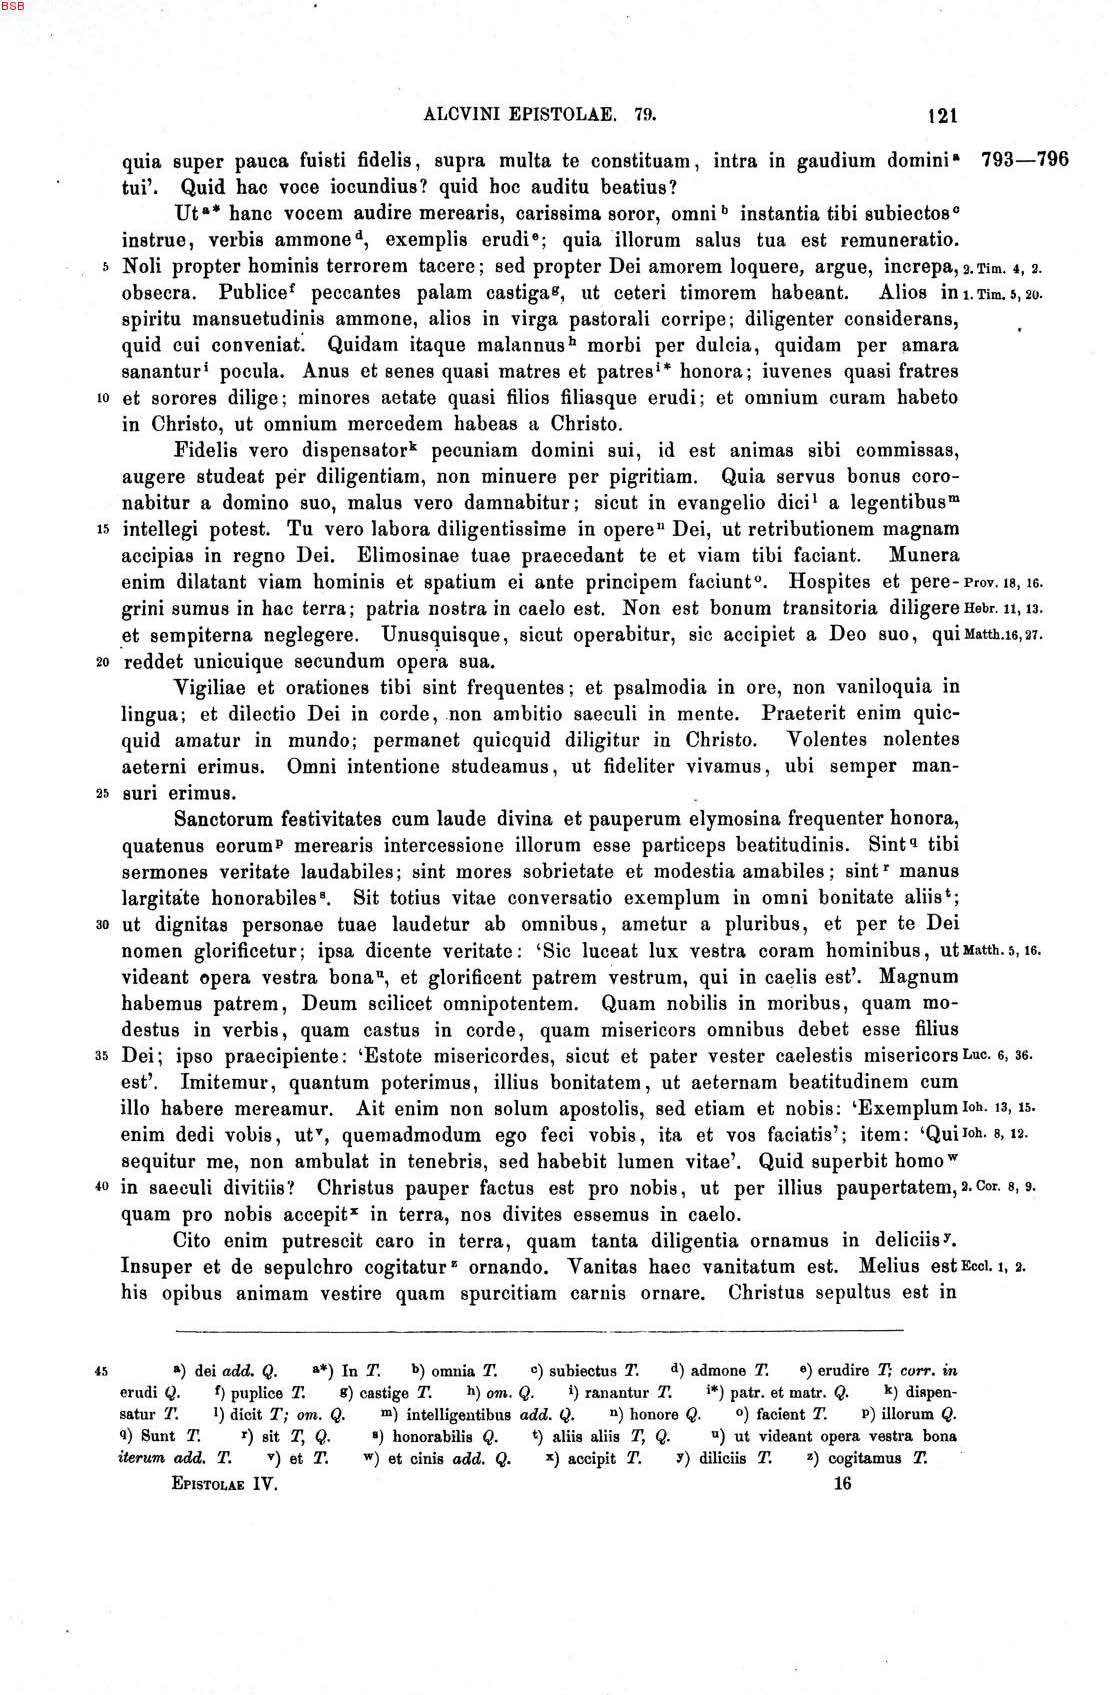 BSB
ALCVINI EPISTOLAE. 79. 121
quia super pauca fuisti fidelis, supra multa te constituam, intra in gaudium domini ᵃ 793—796
tui’. Quid hac voce iocundius? quid hoc auditu beatius?
Ut ᵃ* hanc vocem audire merearis, carissima soror, omni ᵇ instantia tibi subiectos ᶜ
instrue, verbis ammone ᵈ, exemplis erudi ᵉ; quia illorum salus tua est remuneratio.
5 Noli propter hominis terrorem tacere; sed propter Dei amorem loquere, argue, increpa, 2. Tim. 4, 2.
obsecra. Publice ᶠ peccantes palam castiga ᵍ, ut ceteri timorem habeant. Alios in 1. Tim. 5, 20.
spiritu mansuetudinis ammone, alios in virga pastorali corripe; diligenter considerans,
quid cui conveniat. Quidam itaque malannus ʰ morbi per dulcia, quidam per amara
sanantur ⁱ pocula. Anus et senes quasi matres et patres ⁱ* honora; iuvenes quasi fratres
10 et sorores dilige; minores aetate quasi filios filiasque erudi; et omnium curam habeto
in Christo, ut omnium mercedem habeas a Christo.
Fidelis vero dispensator ᵏ pecuniam domini sui, id est animas sibi commissas,
augere studeat per diligentiam, non minuere per pigritiam. Quia servus bonus coro-
nabitur a domino suo, malus vero damnabitur; sicut in evangelio dici ˡ a legentibus ᵐ
15 intellegi potest. Tu vero labora diligentissime in opere ⁿ Dei, ut retributionem magnam
accipias in regno Dei. Elimosinae tuae praecedant te et viam tibi faciant. Munera
enim dilatant viam hominis et spatium ei ante principem faciunt ᵒ. Hospites et pere- Prov. 18, 16.
grini sumus in hac terra; patria nostra in caelo est. Non est bonum transitoria diligere Hebr. 11, 13.
et sempiterna neglegere. Unusquisque, sicut operabitur, sic accipiet a Deo suo, qui Matth. 16, 27.
20 reddet unicuique secundum opera sua.
Vigiliae et orationes tibi sint frequentes; et psalmodia in ore, non vaniloquia in
lingua; et dilectio Dei in corde, non ambitio saeculi in mente. Praeterit enim quic-
quid amatur in mundo; permanet quicquid diligitur in Christo. Volentes nolentes
aeterni erimus. Omni intentione studeamus, ut fideliter vivamus, ubi semper man-
25 suri erimus.
Sanctorum festivitates cum laude divina et pauperum elymosina frequenter honora,
quatenus eorum ᵖ merearis intercessione illorum esse particeps beatitudinis. Sint q tibi
sermones veritate laudabiles; sint mores sobrietate et modestia amabiles; sint ʳ manus
largitate honorabiles ˢ. Sit totius vitae conversatio exemplum in omni bonitate aliis ᵗ;
30 ut dignitas personae tuae laudetur ab omnibus, ametur a pluribus, et per te Dei
nomen glorificetur; ipsa dicente veritate: ‘Sic luceat lux vestra coram hominibus, ut Matth. 5, 16.
videant opera vestra bona ᵘ, et glorificent patrem vestrum, qui in caelis est’. Magnum
habemus patrem, Deum scilicet omnipotentem. Quam nobilis in moribus, quam mo-
destus in verbis, quam castus in corde, quam misericors omnibus debet esse filius
35 Dei; ipso praecipiente: ‘Estote misericordes, sicut et pater vester caelestis misericors Luc. 6, 36.
est’. Imitemur, quantum poterimus, illius bonitatem, ut aeternam beatitudinem cum
illo habere mereamur. Ait enim non solum apostolis, sed etiam et nobis: ‘Exemplum Ioh. 13, 15.
enim dedi vobis, ut ᵛ, quemadmodum ego feci vobis, ita et vos faciatis’; item: ‘Qui Ioh. 8, 12.
sequitur me, non ambulat in tenebris, sed habebit lumen vitae’. Quid superbit homo ʷ
40 in saeculi divitiis? Christus pauper factus est pro nobis, ut per illius paupertatem, 2. Cor. 8, 9.
quam pro nobis accepit ˣ in terra, nos divites essemus in caelo.
Cito enim putrescit caro in terra, quam tanta diligentia ornamus in deliciis ʸ.
Insuper et de sepulchro cogitatur ᶻ ornando. Vanitas haec vanitatum est. Melius est Eccl. 1, 2.
his opibus animam vestire quam spurcitiam carnis ornare. Christus sepultus est in
45 ᵃ) dei add. Q. ᵃ*) In T. ᵇ) omnia T. ᶜ) subiectus T. ᵈ) admone T. ᵉ) erudire T; corr. in
erudi Q. ᶠ) puplice T. ᵍ) castige T. ʰ) om. Q. ⁱ) ranantur T. ⁱ*) patr. et matr. Q. ᵏ) dispen-
satur T. ˡ) dicit T; om. Q. ᵐ) intelligentibus add. Q. ⁿ) honore Q. ᵒ) facient T. ᵖ) illorum Q.
q) Sunt T. ʳ) sit T, Q. ˢ) honorabilis Q. ᵗ) aliis aliis T, Q. ᵘ) ut videant opera vestra bona
iterum add. T. ᵛ) et T. ʷ) et cinis add. Q. ˣ) accipit T. ʸ) diliciis T. ᶻ) cogitamus T.
EPISTOLAE IV. 16